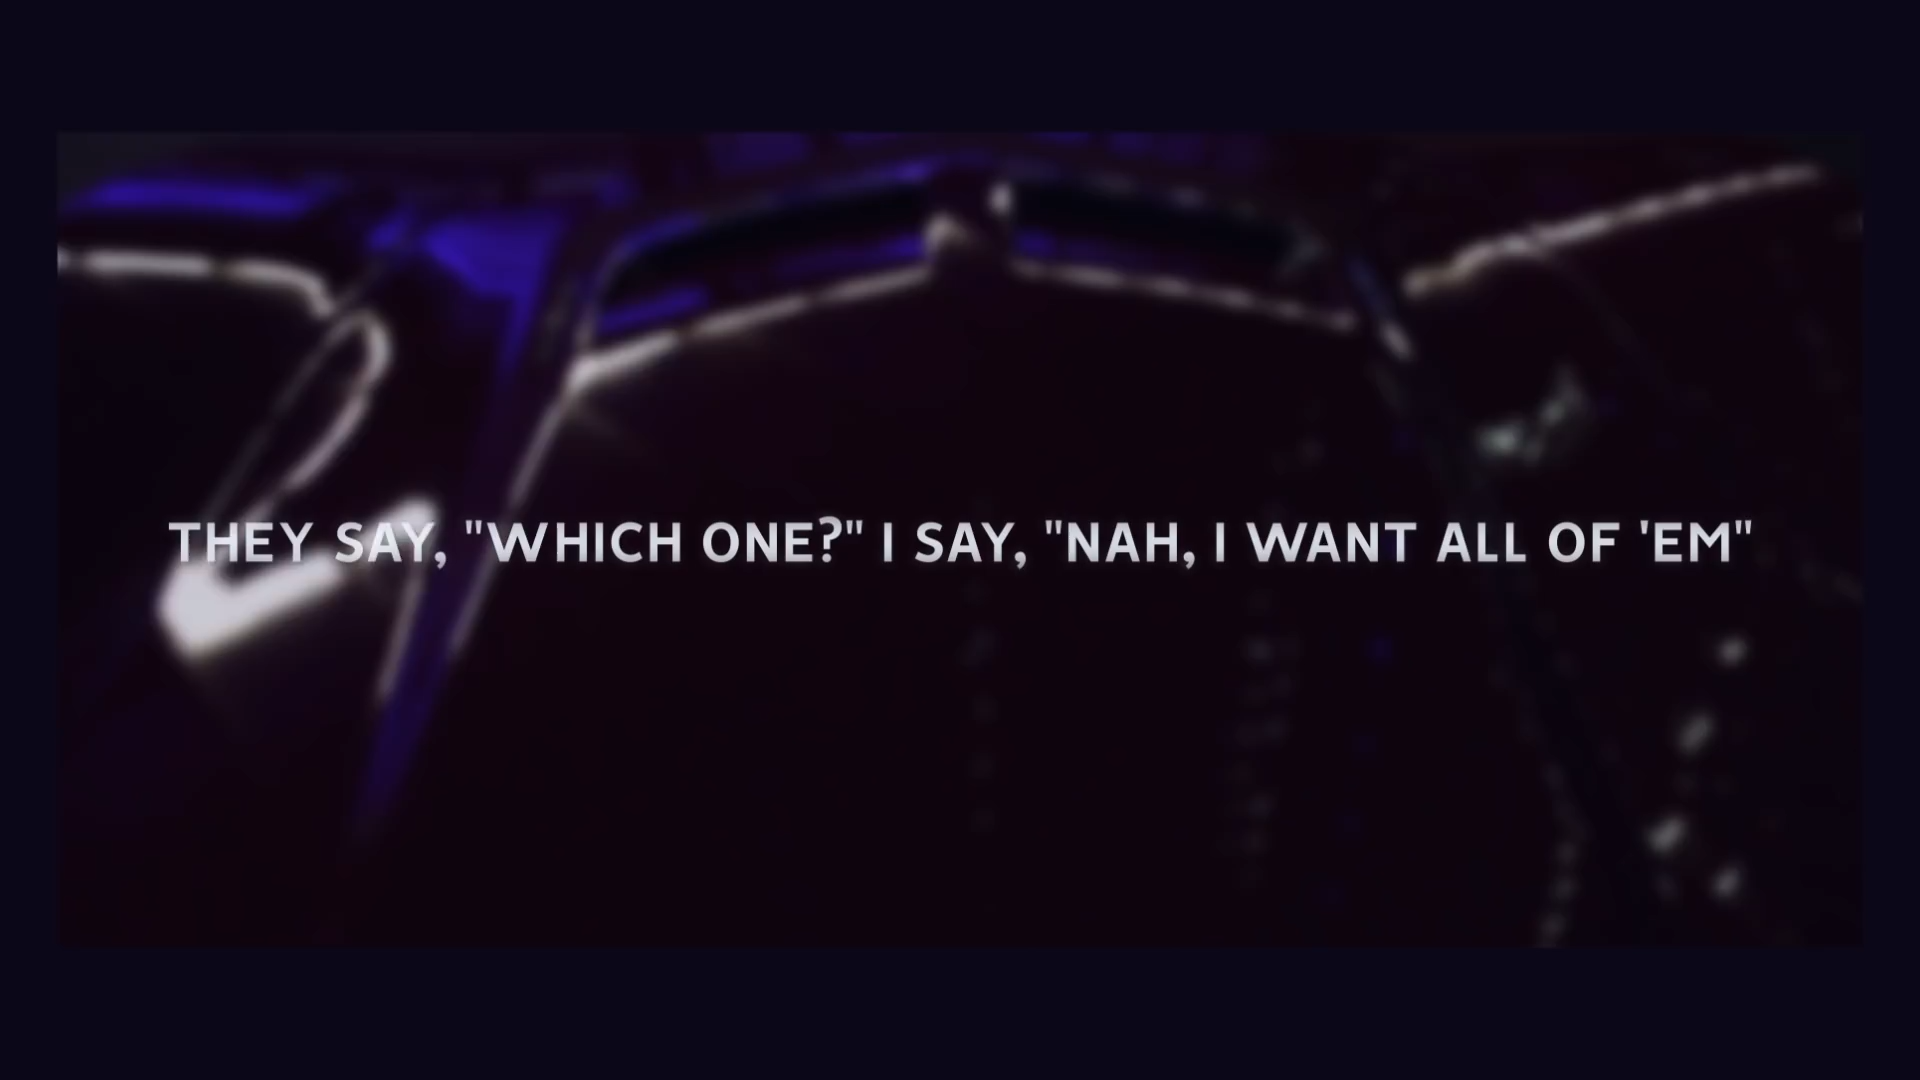 THEY SAY, "WHICH ONE?" I SAY, "NAH, I WANT ALL OF 'EM"